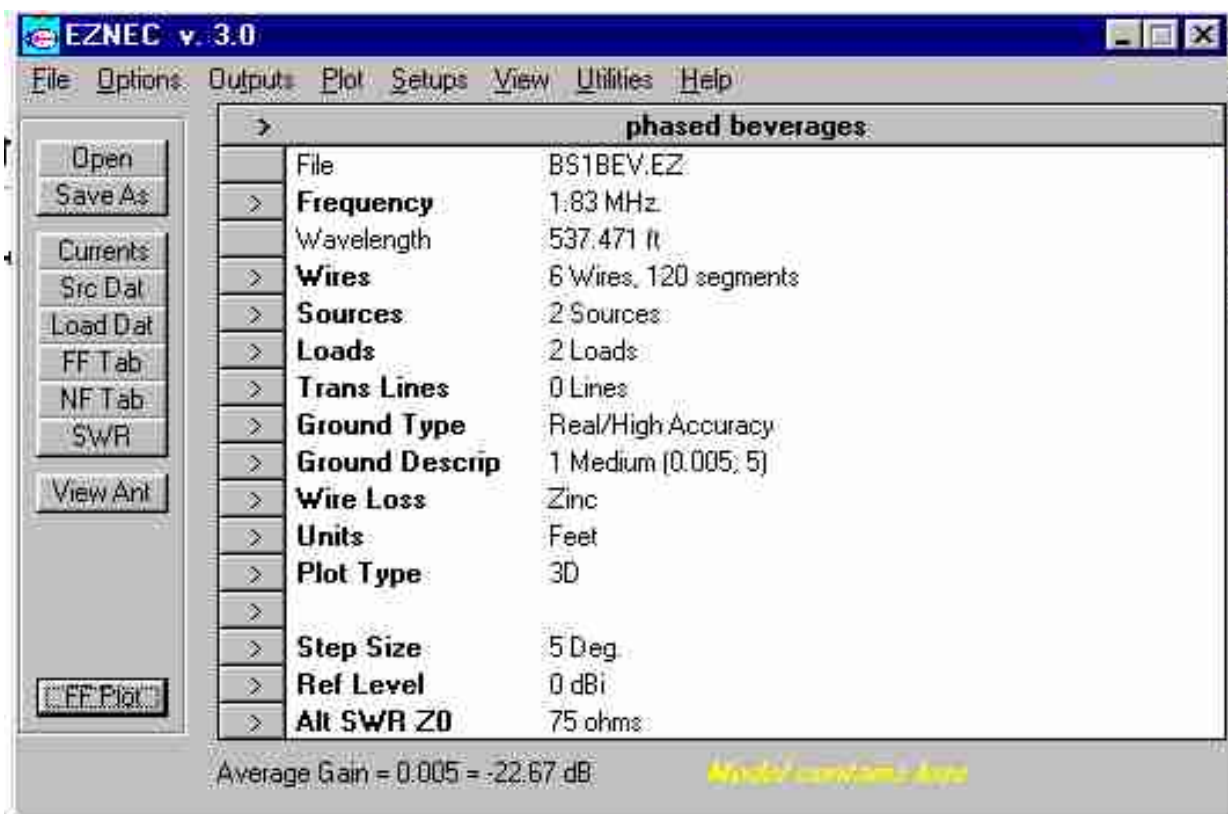 EZNEC v. 3.0
File Options Outputs Plot Setups View Utilities Help
> phased beverages
Open
Save As
Currents
Src Dat
Load Dat
FF Tab
NF Tab
SWR
View Ant
FF Plot
File BS1BEV.EZ
> Frequency 1.83 MHz.
Wavelength 537.471 ft
> Wires 6 Wires, 120 segments
> Sources 2 Sources
> Loads 2 Loads
> Trans Lines 0 Lines
> Ground Type Real/High Accuracy
> Ground Descrip 1 Medium (0.005, 5)
> Wire Loss Zinc
> Units Feet
> Plot Type 3D
>
> Step Size 5 Deg.
> Ref Level 0 dBi
> Alt SWR Z0 75 ohms
Average Gain = 0.005 = -22.67 dB
Model contains loss